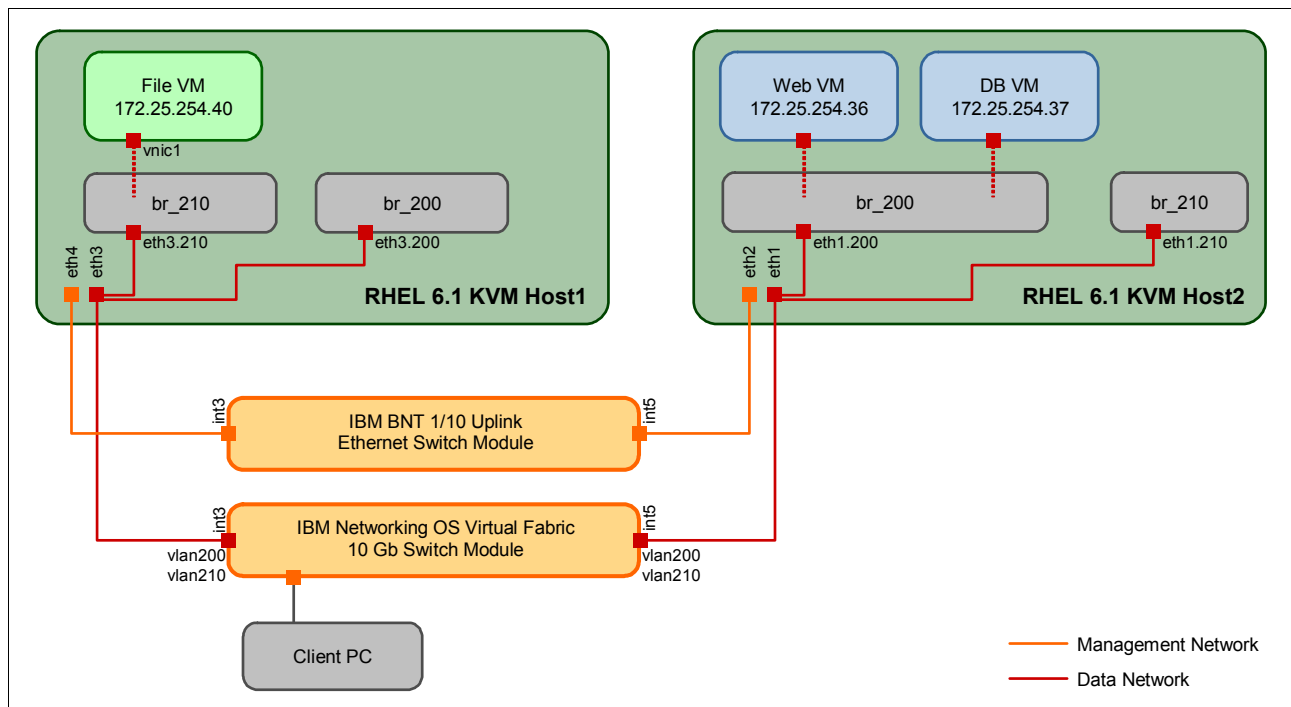 File VM
172.25.254.40
vnic1
br_210
br_200
eth3.210
eth3.200
eth4
eth3
RHEL 6.1 KVM Host1
Web VM
172.25.254.36
DB VM
172.25.254.37
br_200
br_210
eth1.200
eth1.210
eth2
eth1
RHEL 6.1 KVM Host2
int3
IBM BNT 1/10 Uplink
Ethernet Switch Module
int5
int3
IBM Networking OS Virtual Fabric
10 Gb Switch Module
int5
vlan200
vlan210
vlan200
vlan210
Client PC
Management Network
Data Network